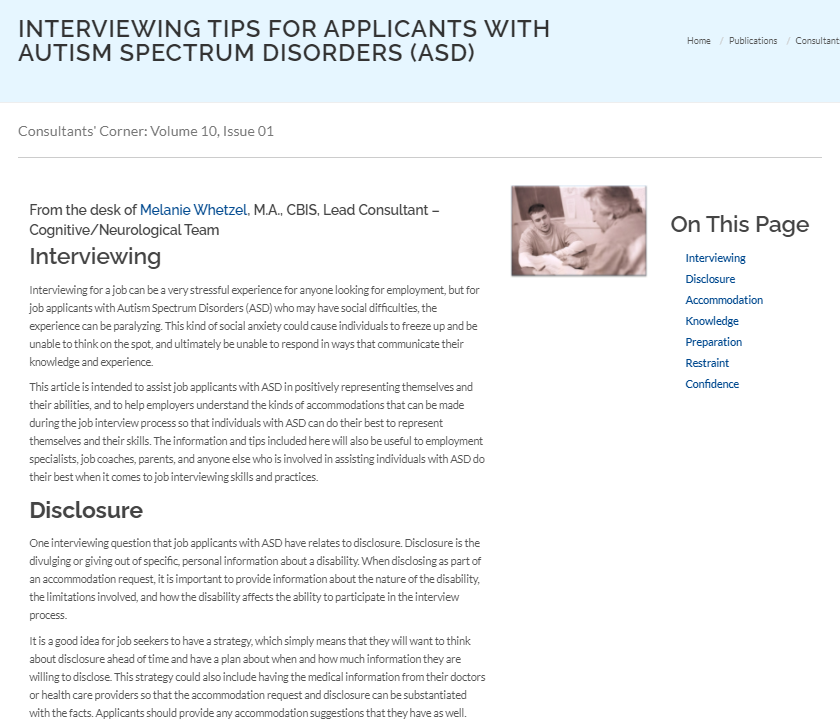 INTERVIEWING TIPS FOR APPLICANTS WITH
AUTISM SPECTRUM DISORDERS (ASD)
Home / Publications / Consultant
Consultants' Corner: Volume 10, Issue 01
From the desk of Melanie Whetzel, M.A., CBIS, Lead Consultant –
Cognitive/Neurological Team
Interviewing
Interviewing for a job can be a very stressful experience for anyone looking for employment, but for
job applicants with Autism Spectrum Disorders (ASD) who may have social difficulties, the
experience can be paralyzing. This kind of social anxiety could cause individuals to freeze up and be
unable to think on the spot, and ultimately be unable to respond in ways that communicate their
knowledge and experience.
This article is intended to assist job applicants with ASD in positively representing themselves and
their abilities, and to help employers understand the kinds of accommodations that can be made
during the job interview process so that individuals with ASD can do their best to represent
themselves and their skills. The information and tips included here will also be useful to employment
specialists, job coaches, parents, and anyone else who is involved in assisting individuals with ASD do
their best when it comes to job interviewing skills and practices.
Disclosure
One interviewing question that job applicants with ASD have relates to disclosure. Disclosure is the
divulging or giving out of specific, personal information about a disability. When disclosing as part of
an accommodation request, it is important to provide information about the nature of the disability,
the limitations involved, and how the disability affects the ability to participate in the interview
process.
It is a good idea for job seekers to have a strategy, which simply means that they will want to think
about disclosure ahead of time and have a plan about when and how much information they are
willing to disclose. This strategy could also include having the medical information from their doctors
or health care providers so that the accommodation request and disclosure can be substantiated
with the facts. Applicants should provide any accommodation suggestions that they have as well.
On This Page
Interviewing
Disclosure
Accommodation
Knowledge
Preparation
Restraint
Confidence